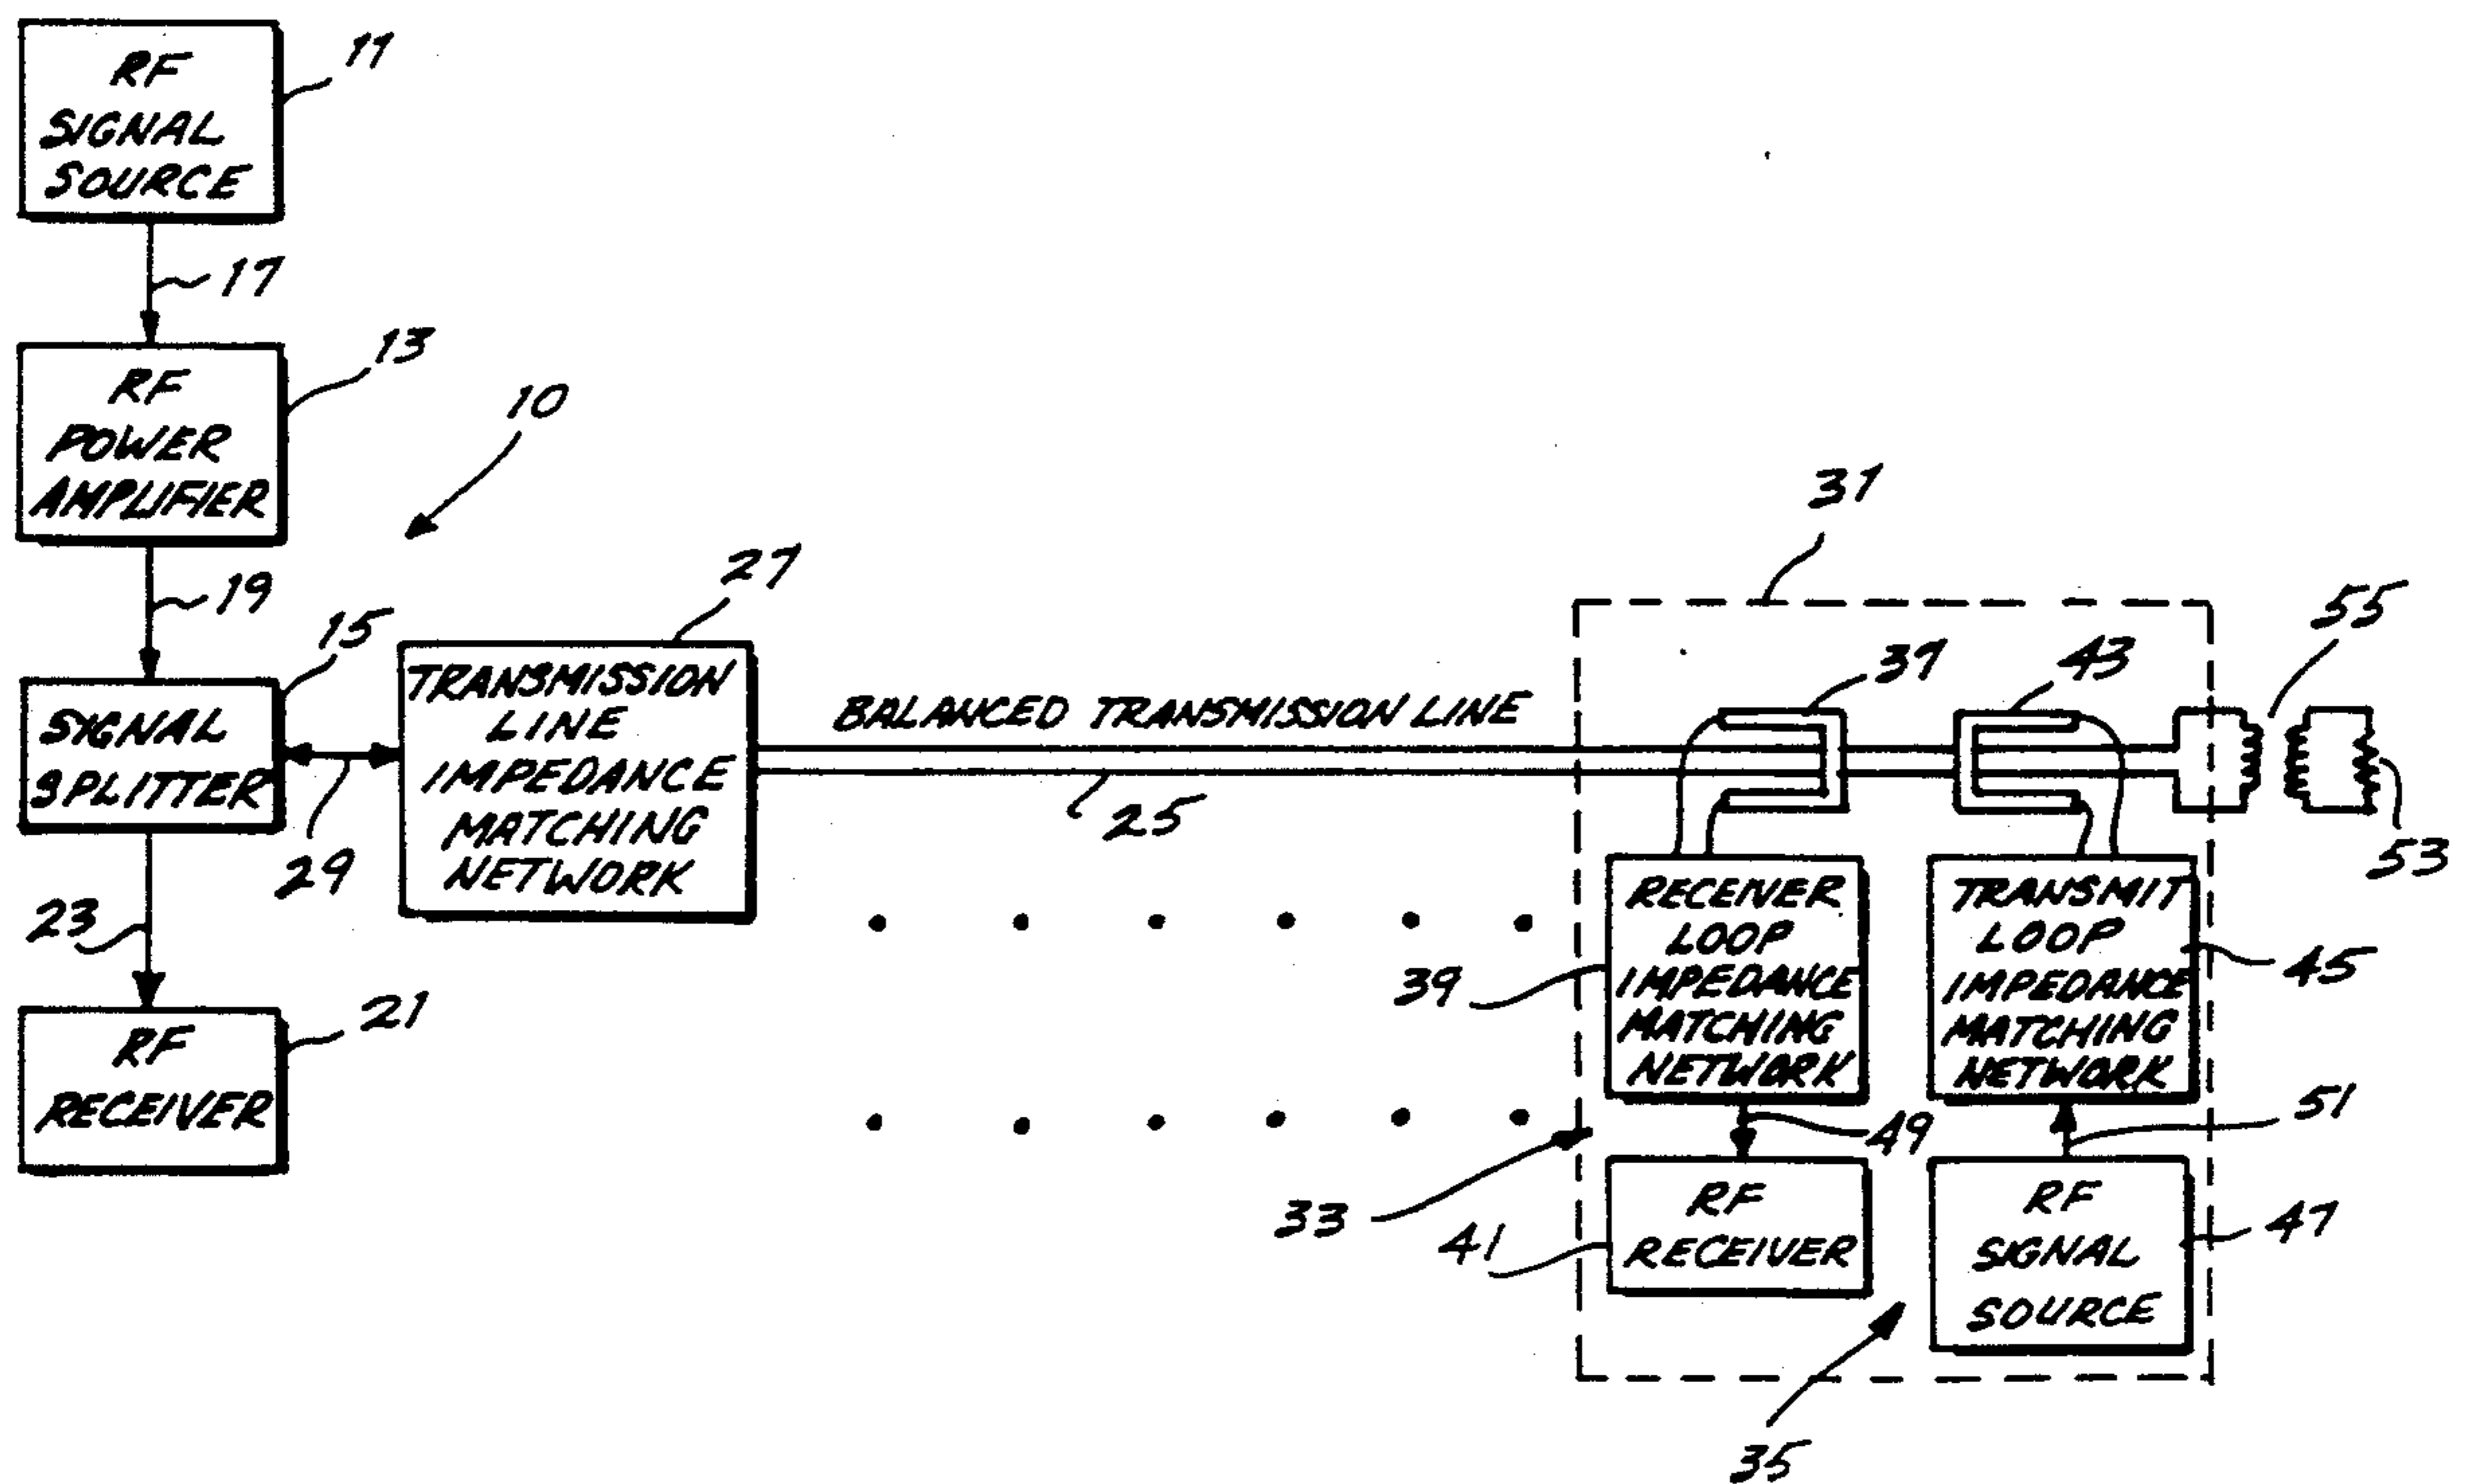 RF
SIGNAL
SOURCE
11
17
RF
POWER
AMPLIFIER
13
10
19
SIGNAL
SPLITTER
15
29
23
RF
RECEIVER
21
TRANSMISSION
LINE
IMPEDANCE
MATCHING
NETWORK
27
BALANCED TRANSMISSION LINE
25
31
37
43
55
53
RECEIVER
LOOP
IMPEDANCE
MATCHING
NETWORK
39
TRANSMIT
LOOP
IMPEDANCE
MATCHING
NETWORK
45
49
51
33
RF
RECEIVER
41
RF
SIGNAL
SOURCE
47
35